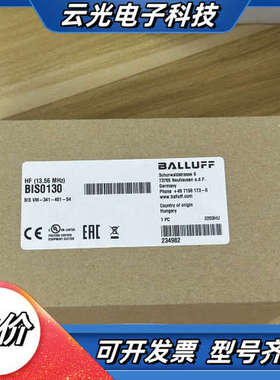 云光电子科技
HF (13.56 MHz)
BIS0130
BIS VM-341-401-S4
BALLUFF
Schurwaldstrasse 9
73765 Neuhausen a.d.F.
Germany
Phone +49 7158 173-0
www.balluff.com
Country of origin
Hungary
1 PC
234982
价
可开发票 型号齐